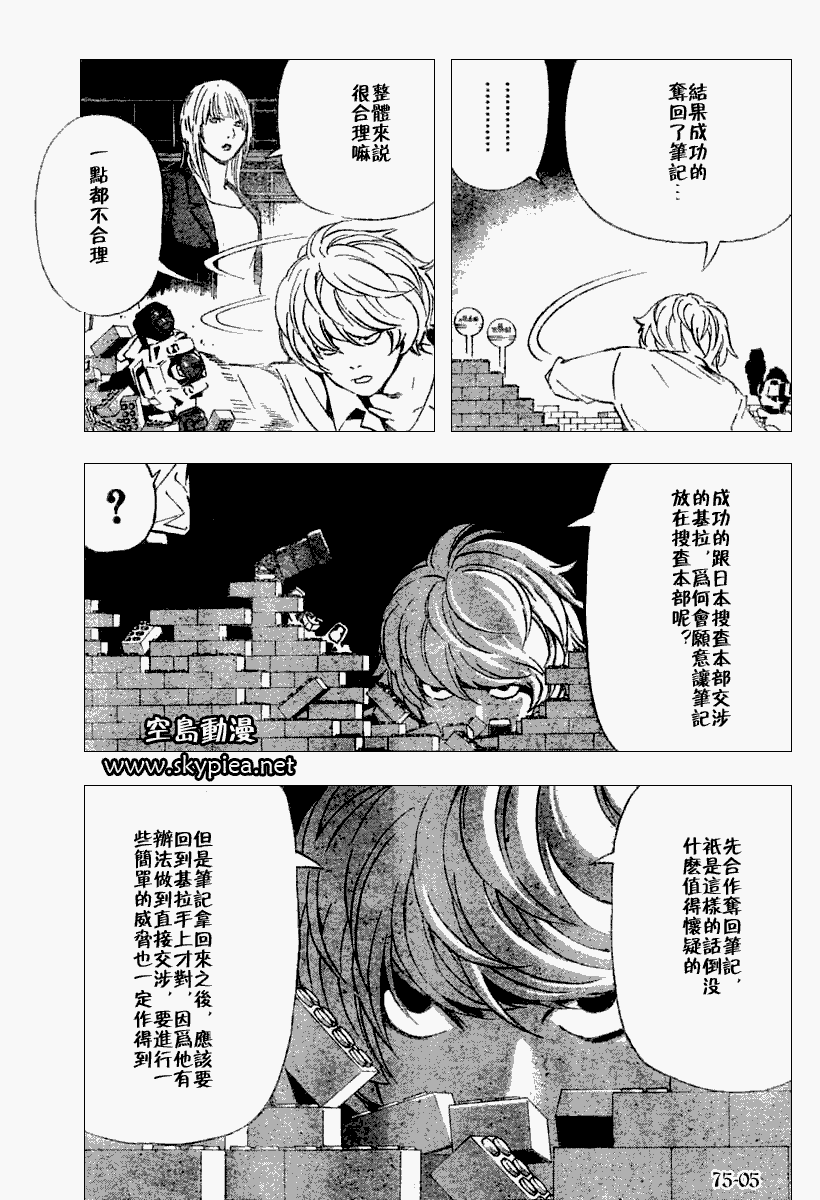 結果成功的
奪回了筆記…
…………
整體來說
很合理嘛
一點都不合理
成功的跟日本搜查本部交涉
的基拉，爲何會願意讓筆記
放在搜查本部呢？
？
空島動漫
www.skypiea.net
先合作奪回筆記，
祇是這樣的話倒没
什麽值得懷疑的
但是筆記拿回來之後，應該要
回到基拉手上才對，因爲他有
辦法做到直接交涉，要進行一
些簡單的威脅也一定作得到
75-05